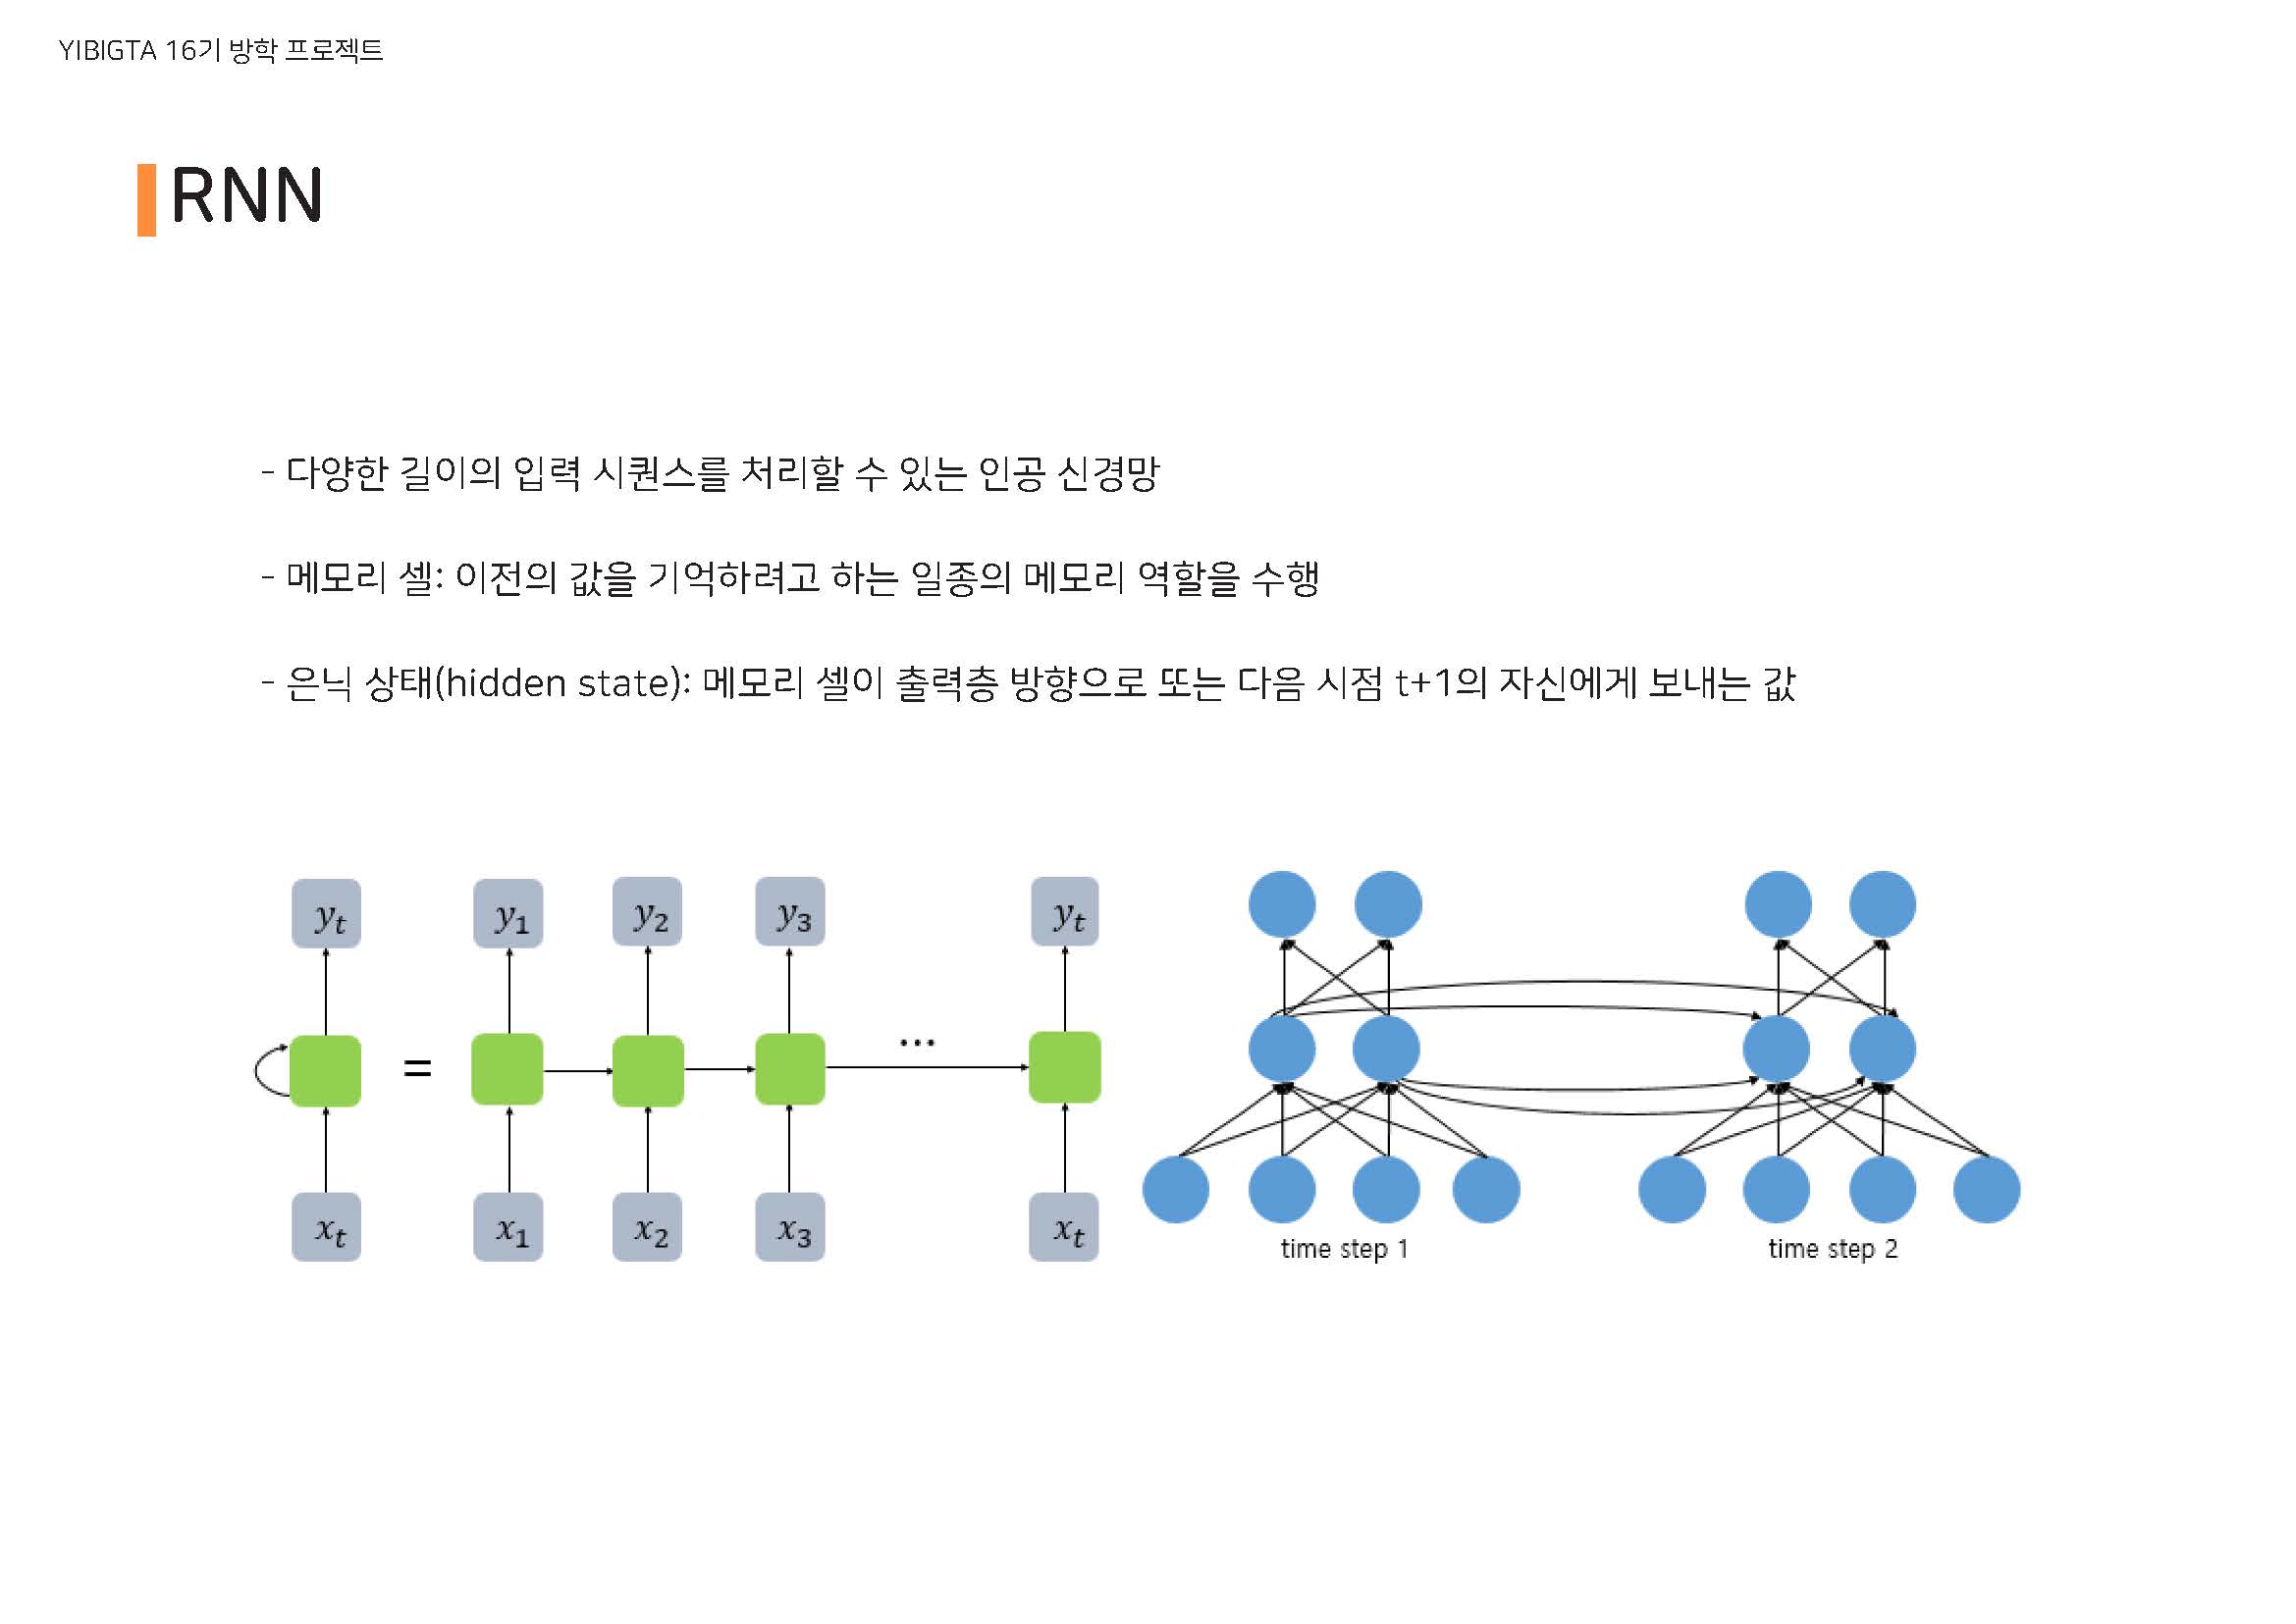 YIBIGTA 16기 방학 프로젝트
RNN
- 다양한 길이의 입력 시퀀스를 처리할 수 있는 인공 신경망
- 메모리 셀: 이전의 값을 기억하려고 하는 일종의 메모리 역할을 수행
- 은닉 상태(hidden state): 메모리 셀이 출력층 방향으로 또는 다음 시점 t+1의 자신에게 보내는 값
y_t y_1 y_2 y_3 y_t
= ...
x_t x_1 x_2 x_3 x_t
time step 1 time step 2